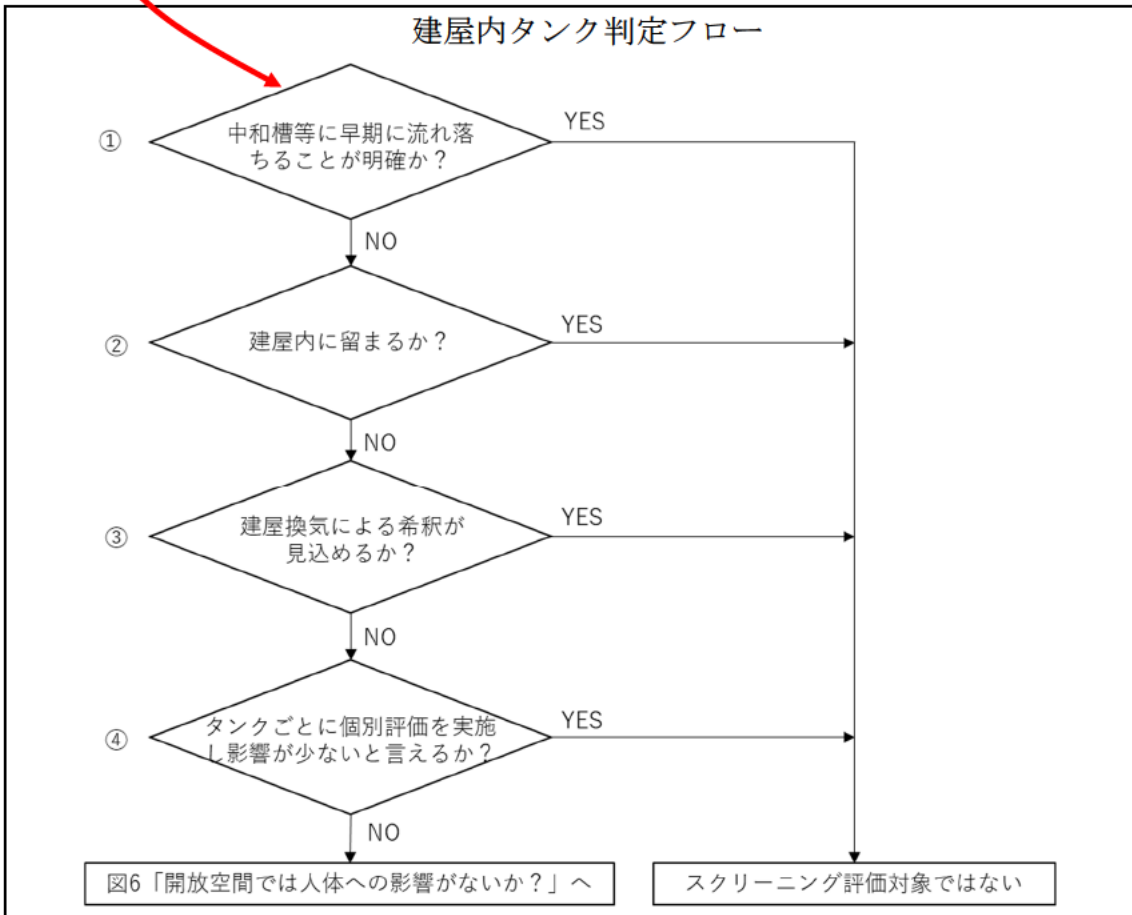 建屋内タンク判定フロー
①
中和槽等に早期に流れ落
ちることが明確か？
YES
NO
②
建屋内に留まるか？
YES
NO
③
建屋換気による希釈が
見込めるか？
YES
NO
④
タンクごとに個別評価を実施
し影響が少ないと言えるか？
YES
NO
図6「開放空間では人体への影響がないか？」へ
スクリーニング評価対象ではない